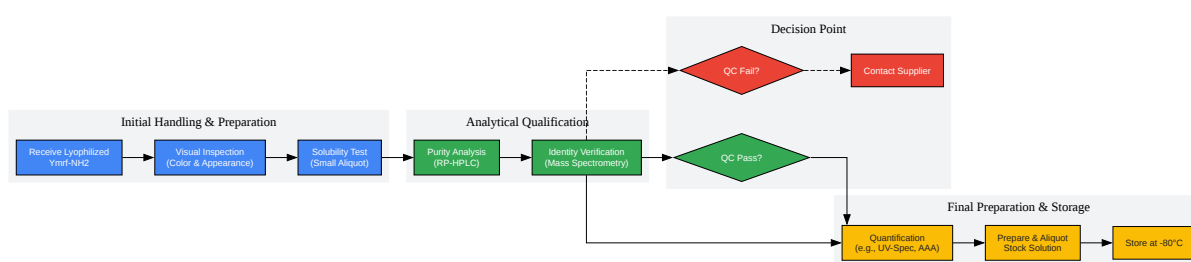 Initial Handling & Preparation
Receive Lyophilized
Ymrf-NH2
Visual Inspection
(Color & Appearance)
Solubility Test
(Small Aliquot)
Analytical Qualification
Purity Analysis
(RP-HPLC)
Identity Verification
(Mass Spectrometry)
Decision Point
QC Fail?
Contact Supplier
QC Pass?
Final Preparation & Storage
Quantification
(e.g., UV-Spec, AAA)
Prepare & Aliquot
Stock Solution
Store at -80°C